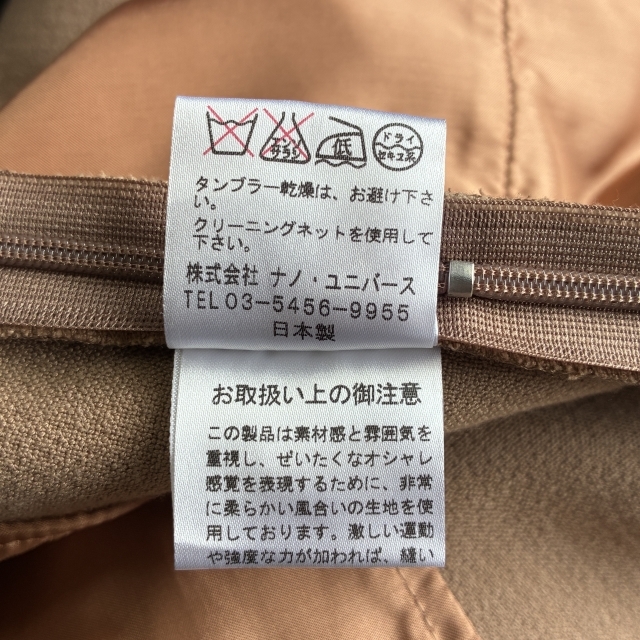 エンソ
サラシ
低
ドライ
セキユ系
タンブラー乾燥は、お避け下さ
い。
クリーニングネットを使用して
下さい。
株式会社 ナノ・ユニバース
TEL 03-5456-9955
日本製
お取扱い上の御注意
この製品は素材感と雰囲気を
重視し、ぜいたくなオシャレ
感覚を表現するために、非常
に柔らかい風合いの生地を使
用しております。激しい運動
や強度な力が加われば、縫い